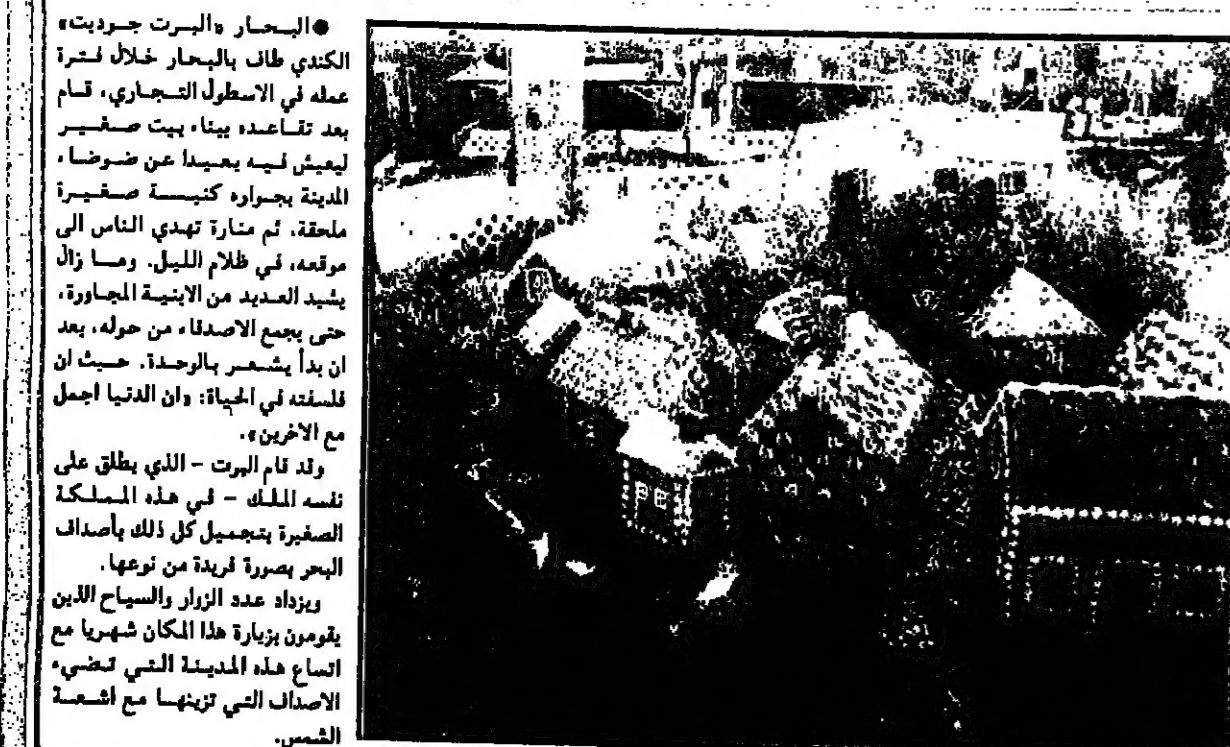 ●البحار «البرت جوديت»
الكندي طاف بالبحار خلال فترة
عمله في الاسطول التجاري، قام
بعد تقاعده ببناء بيت صغير
ليعيش فيه بعيدا عن ضوضاء
المدينة بجواره كنيسة صغيرة
ملحقة، ثم منارة تهدي الناس الى
موقعه، في ظلام الليل. وما زال
يشيد العديد من الابنية المجاورة،
حتى يجمع الاصدقاء من حوله، بعد
ان بدأ يشعر بالوحدة. حيث ان
فلسفته في الحياة: «ان الدنيا اجمل
مع الاخرين».
وقد قام البرت - الذي يطلق على
نفسه الملك - في هذه المملكة
الصغيرة بتجميل كل ذلك بأصداف
البحر بصورة فريدة من نوعها.
ويزداد عدد الزوار والسياح الذين
يقومون بزيارة هذا المكان شهريا مع
اتساع هذه المدينة التي تضيء
الاصداف التي تزينها مع اشعة
الشمس.